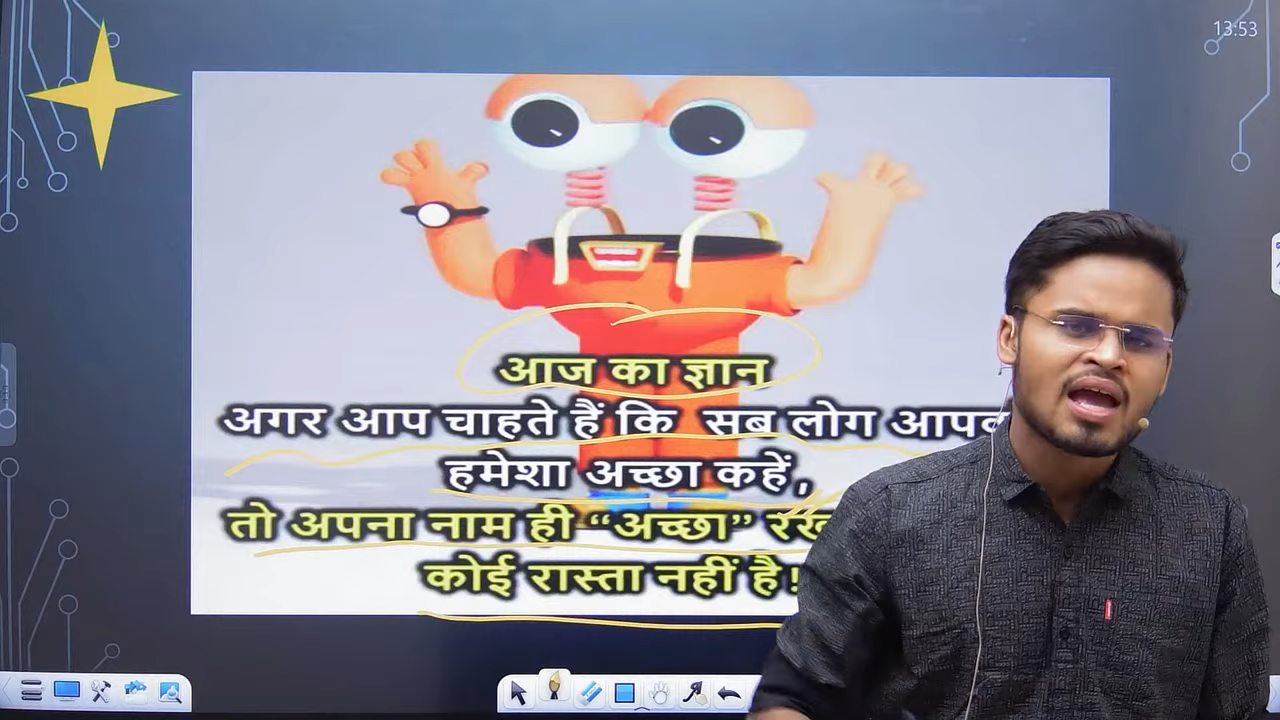 13:53
आज का ज्ञान
अगर आप चाहते हैं कि सब लोग
हमेशा अच्छा कहें,
तो अपना नाम ही “अच्छा”
कोई रास्ता नहीं है!